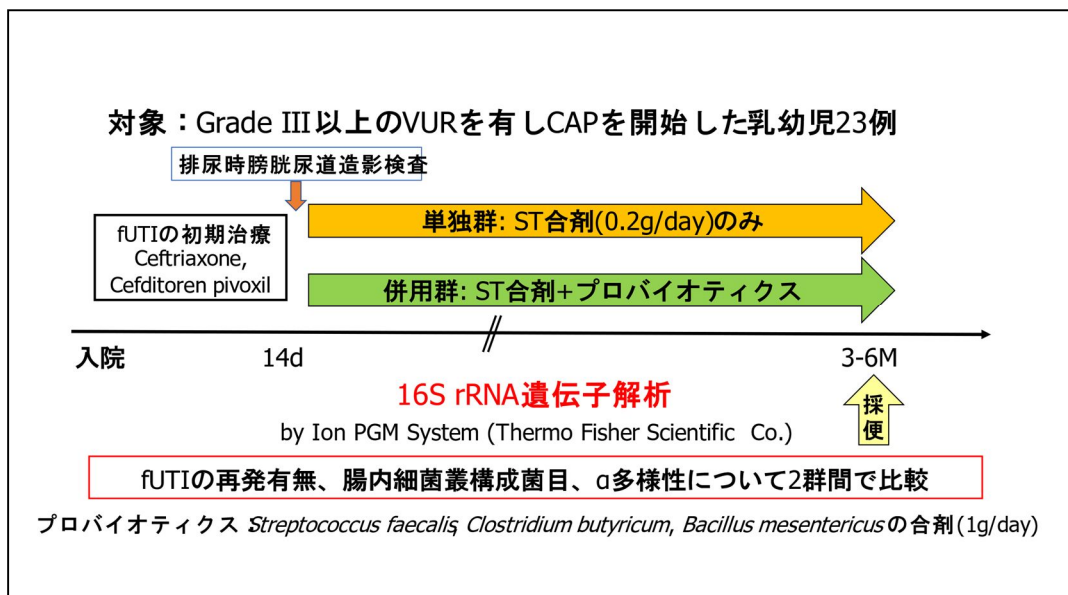 対象：Grade III以上のVURを有しCAPを開始した乳幼児23例
排尿時膀胱尿道造影検査
fUTIの初期治療
Ceftriaxone,
Cefditoren pivoxil
単独群: ST合剤(0.2g/day)のみ
併用群: ST合剤+プロバイオティクス
入院
14d
3-6M
採便
16S rRNA遺伝子解析
by Ion PGM System (Thermo Fisher Scientific Co.)
fUTIの再発有無、腸内細菌叢構成菌目、α多様性について2群間で比較
プロバイオティクス:Streptococcus faecalis, Clostridium butyricum, Bacillus mesentericusの合剤(1g/day)